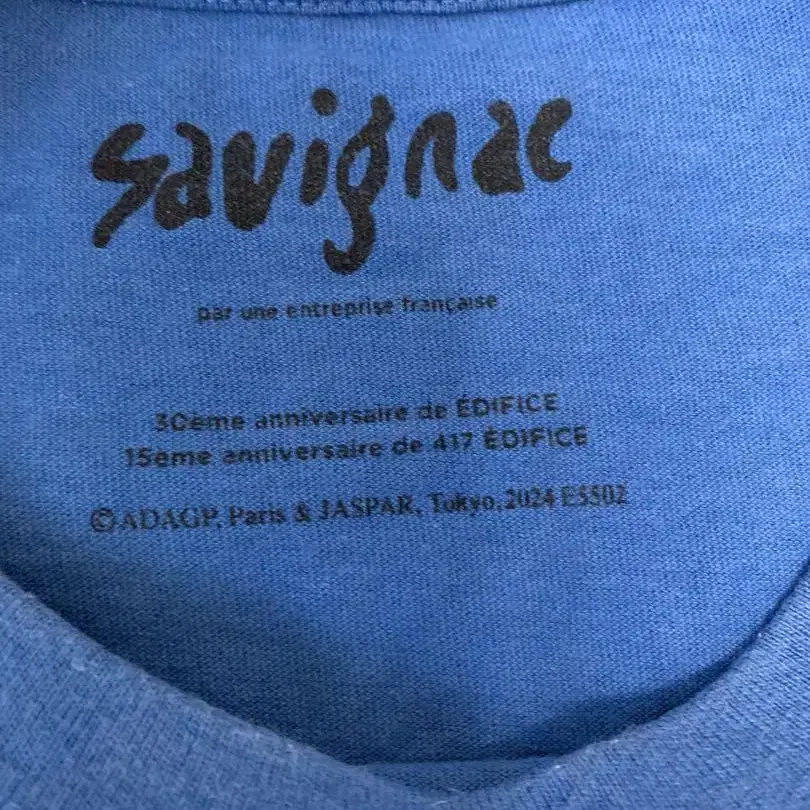 savignac
par une entreprise française
30ème anniversaire de ÉDIFICE
15ème anniversaire de 417 ÉDIFICE
©ADAGP, Paris & JASPAR, Tokyo, 2024 E5502